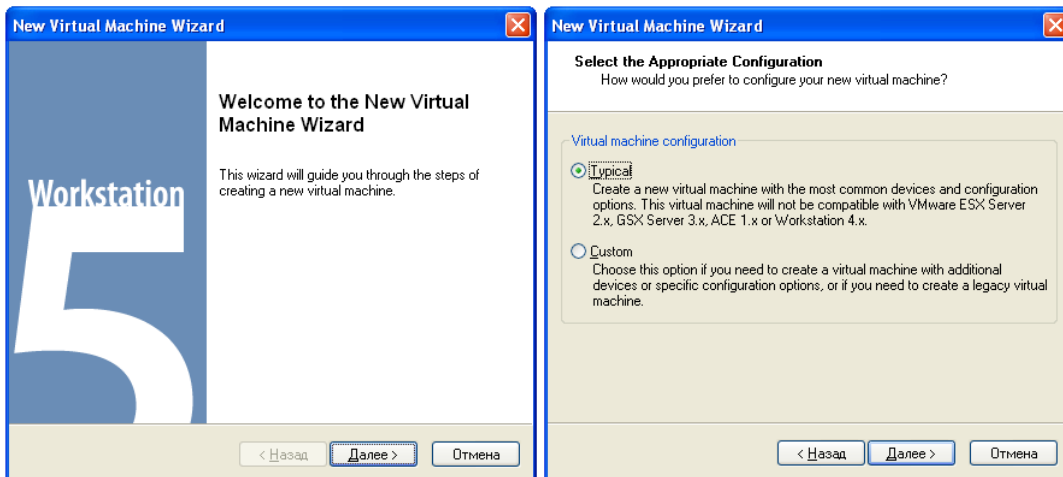 New Virtual Machine Wizard
Welcome to the New Virtual
Machine Wizard
This wizard will guide you through the steps of
creating a new virtual machine.
Workstation
5
< Назад
Далее >
Отмена
New Virtual Machine Wizard
Select the Appropriate Configuration
How would you prefer to configure your new virtual machine?
Virtual machine configuration
Typical
Create a new virtual machine with the most common devices and configuration
options. This virtual machine will not be compatible with VMware ESX Server
2.x, GSX Server 3.x, ACE 1.x or Workstation 4.x.
Custom
Choose this option if you need to create a virtual machine with additional
devices or specific configuration options, or if you need to create a legacy virtual
machine.
< Назад
Далее >
Отмена